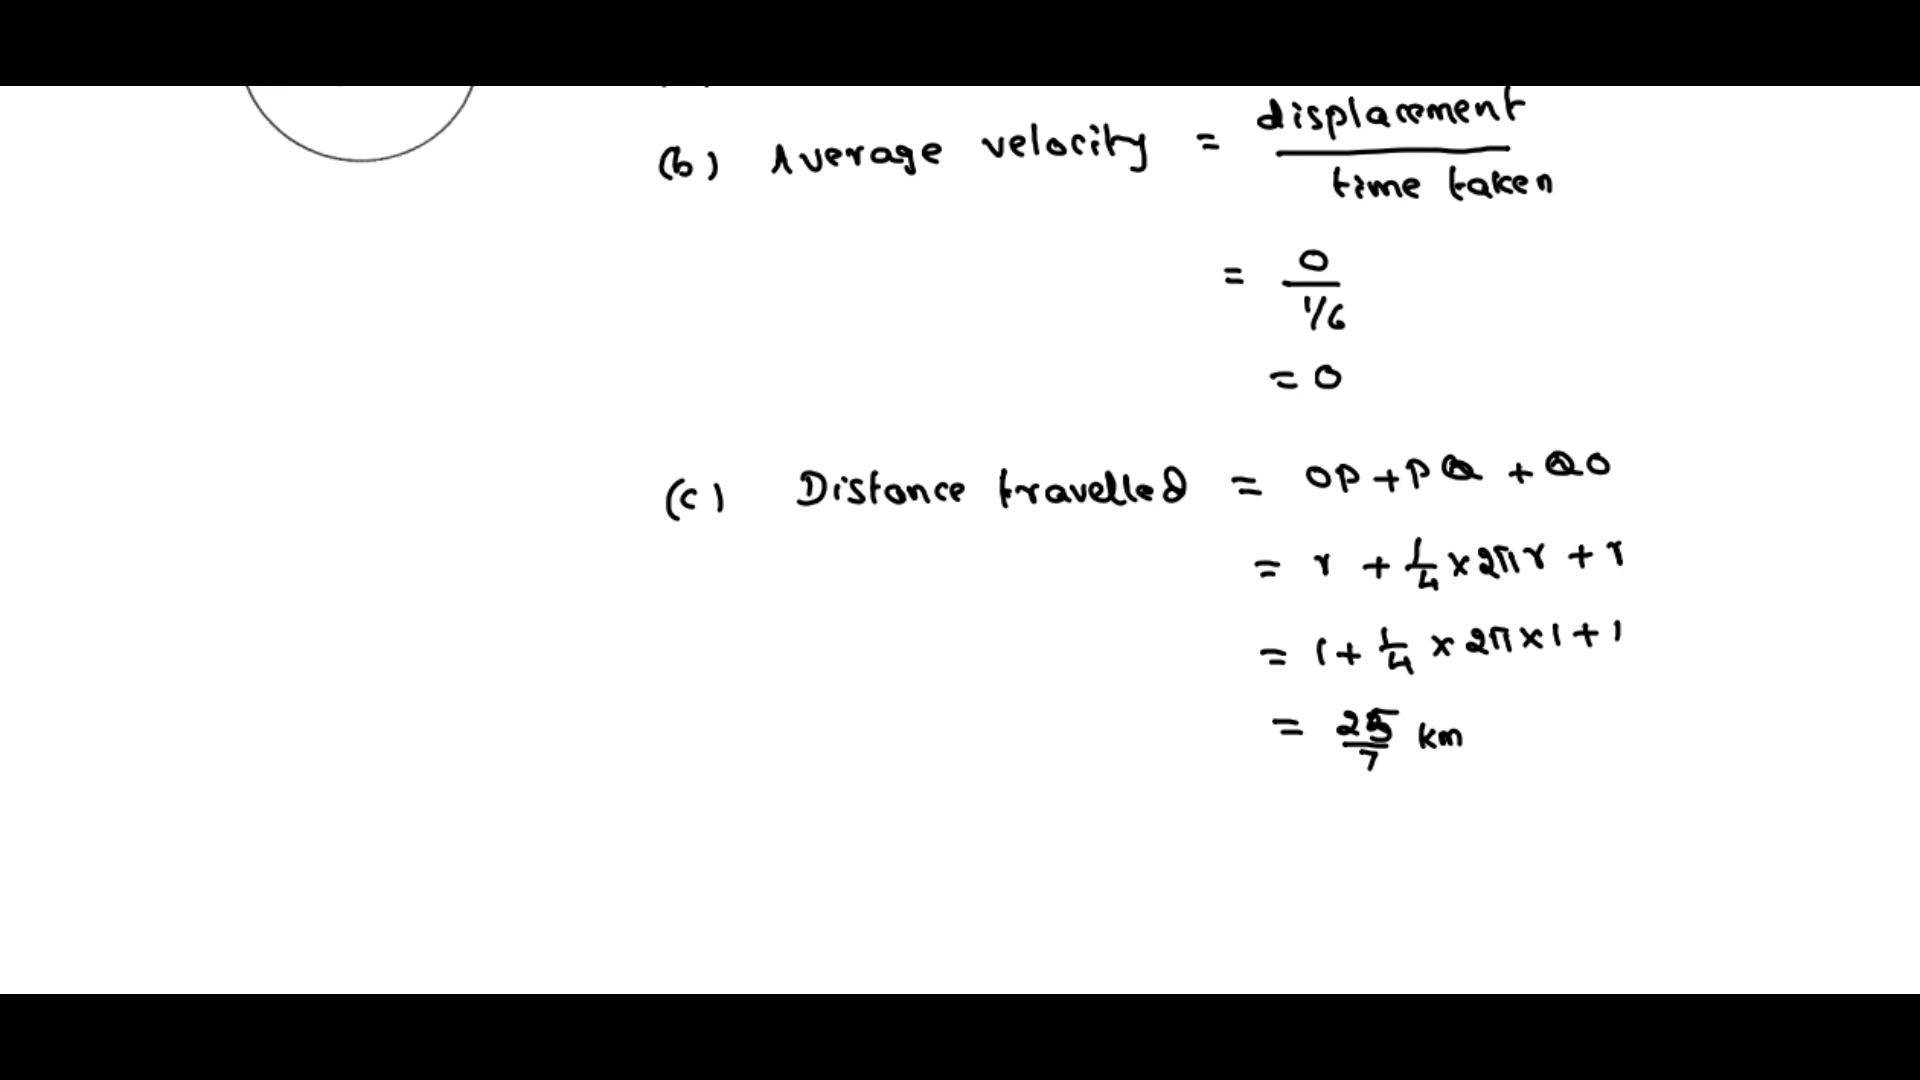 (b) Average velocity = displacement / time taken
= 0 / 1/6
= 0
(c) Distance travelled = OP + PQ + QO
= r + 1/4 × 2πr + r
= 1 + 1/4 × 2π × 1 + 1
= 25/7 km